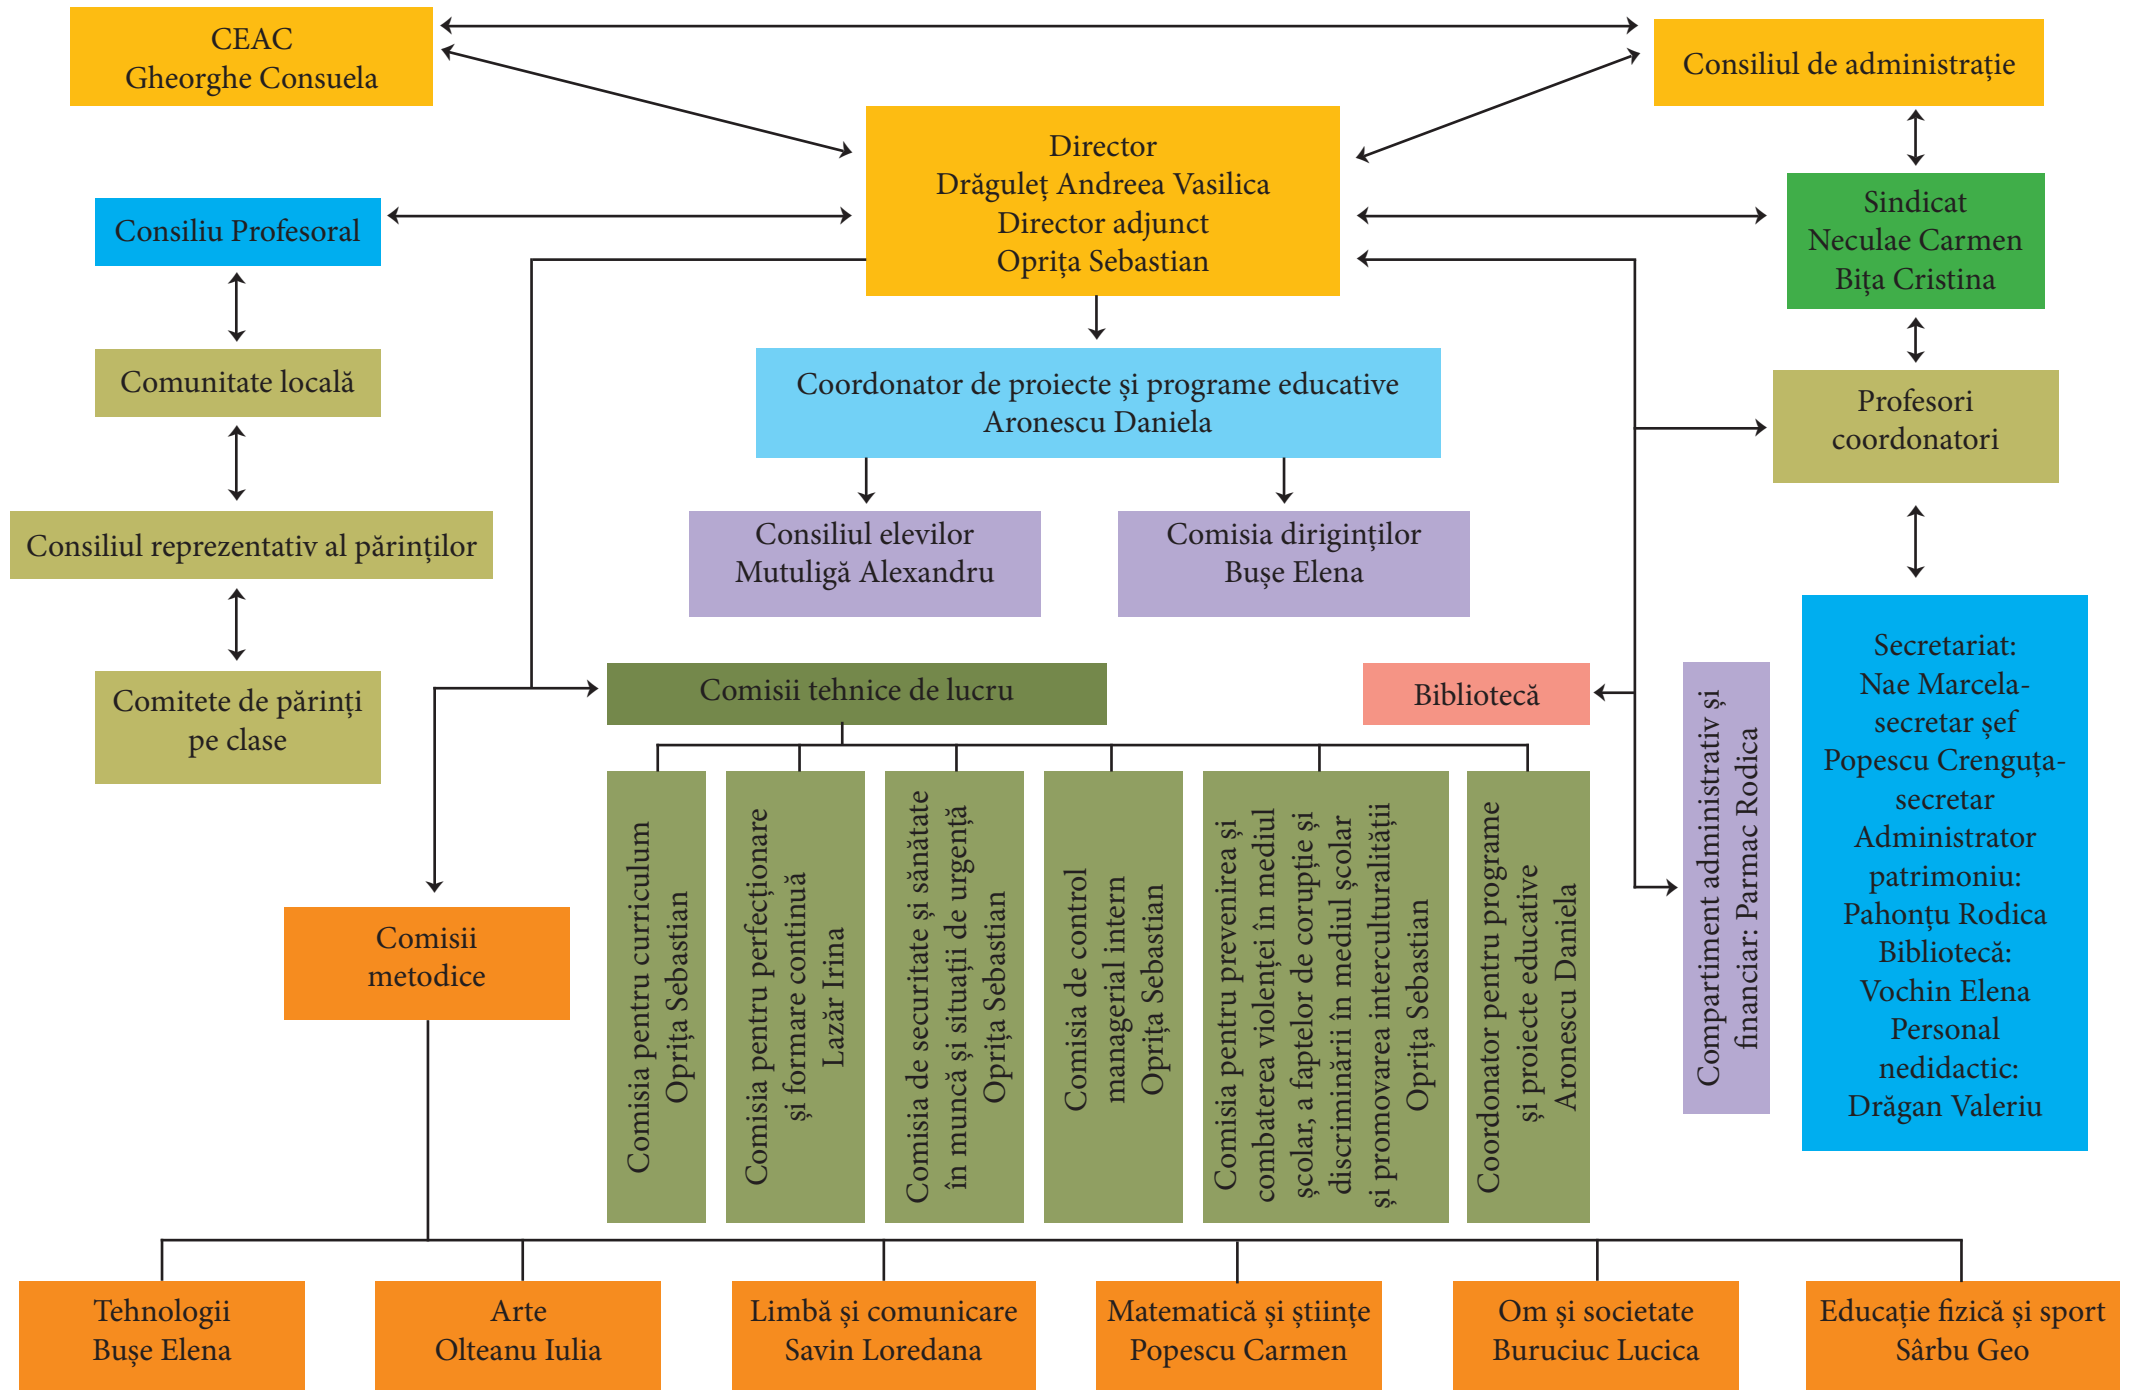 CEAC
Gheorghe Consuela
Consiliul de administrație
Director
Drăguleț Andreea Vasilica
Director adjunct
Oprița Sebastian
Consiliu Profesoral
Sindicat
Neculae Carmen
Bița Cristina
Comunitate locală
Coordonator de proiecte și programe educative
Aronescu Daniela
Profesori
coordonatori
Consiliul reprezentativ al părinților
Consiliul elevilor
Mutuligă Alexandru
Comisia diriginților
Bușe Elena
Comitete de părinți
pe clase
Comisii tehnice de lucru
Bibliotecă
Compartiment administrativ și
financiar: Parmac Rodica
Secretariat:
Nae Marcela-
secretar șef
Popescu Crenguța-
secretar
Administrator
patrimoniu:
Pahonțu Rodica
Bibliotecă:
Vochin Elena
Personal
nedidactic:
Drăgan Valeriu
Comisii
metodice
Comisia pentru curriculum
Oprița Sebastian
Comisia pentru perfecționare
și formare continuă
Lazăr Irina
Comisia de securitate și sănătate
în muncă și situații de urgență
Oprița Sebastian
Comisia de control
managerial intern
Oprița Sebastian
Comisia pentru prevenirea și
combaterea violenței în mediul
școlar, a faptelor de corupție și
discriminării în mediul școlar
și promovarea interculturalității
Oprița Sebastian
Coordonator pentru programe
și proiecte educative
Aronescu Daniela
Tehnologii
Bușe Elena
Arte
Olteanu Iulia
Limbă și comunicare
Savin Loredana
Matematică și științe
Popescu Carmen
Om și societate
Buruciuc Lucica
Educație fizică și sport
Sârbu Geo